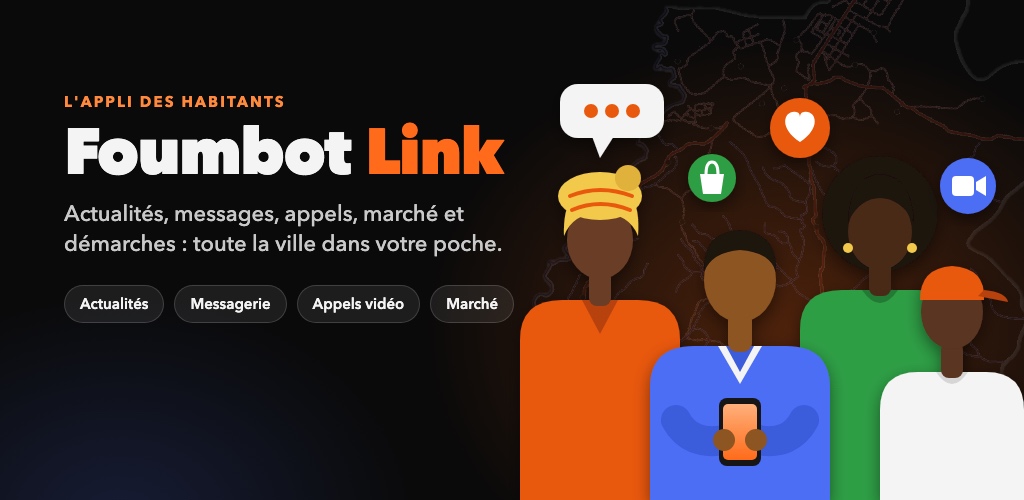 L'APPLI DES HABITANTS
Foumbot Link
Actualités, messages, appels, marché et
démarches : toute la ville dans votre poche.
Actualités Messagerie Appels vidéo Marché